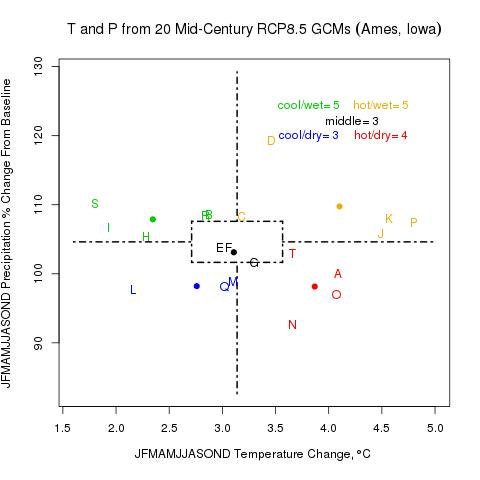 T and P from 20 Mid-Century RCP8.5 GCMs (Ames, Iowa)
JFMAMJJASOND Precipitation % Change From Baseline
130
120
110
100
90
cool/wet= 5 hot/wet= 5
middle= 3
cool/dry= 3 hot/dry= 4
D
S
R
B
C
K
P
I
H
J
E
F
T
G
A
M
Q
L
O
N
1.5 2.0 2.5 3.0 3.5 4.0 4.5 5.0
JFMAMJJASOND Temperature Change, °C